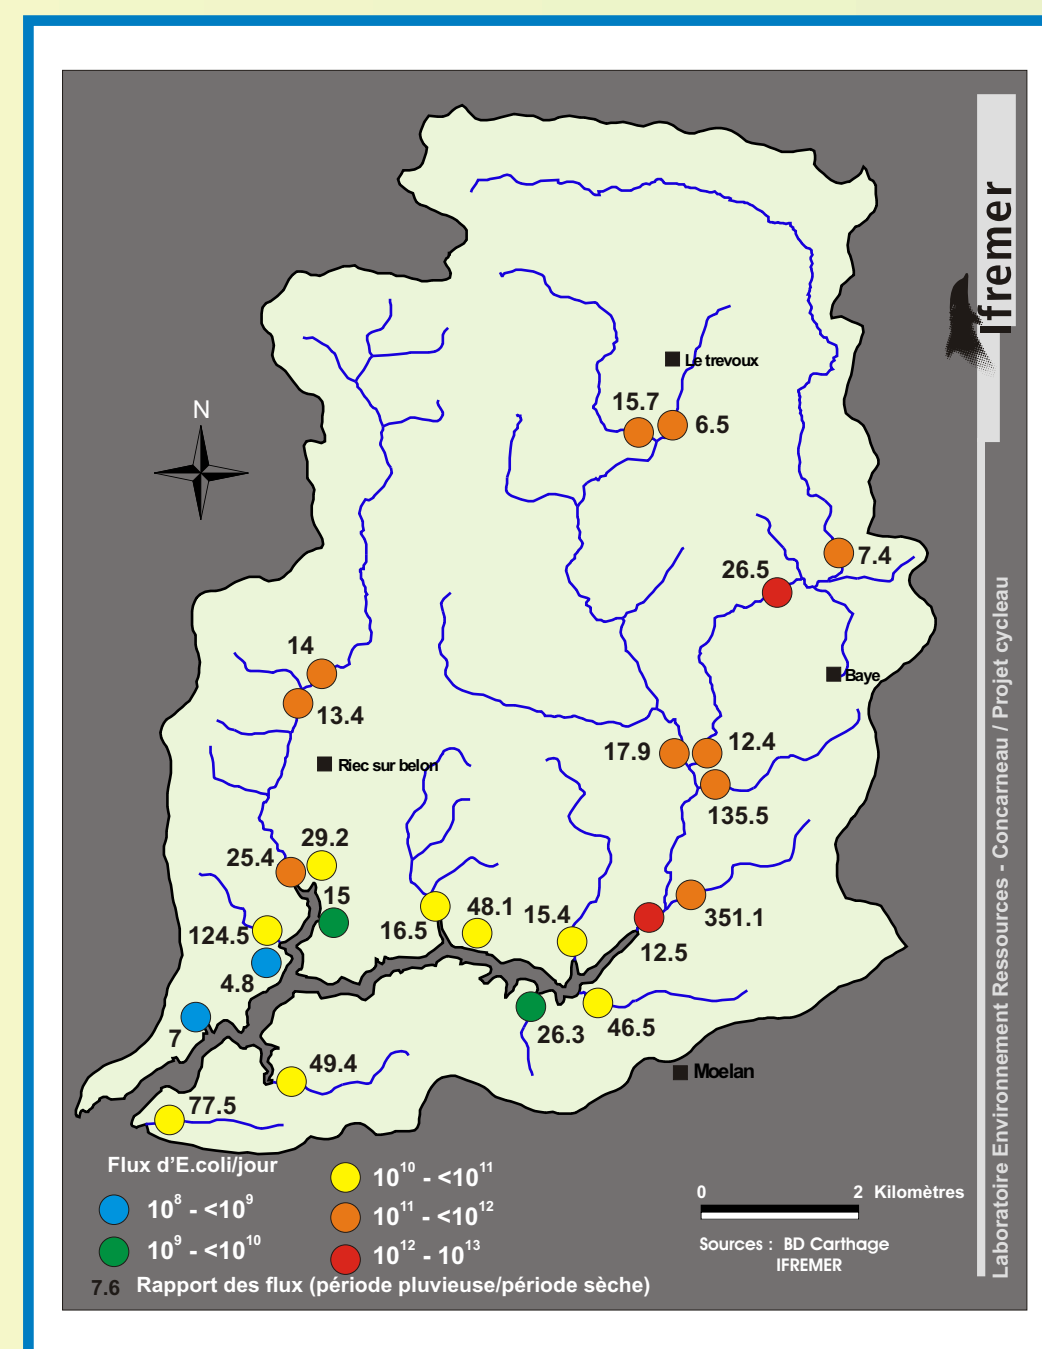 Ifremer
Laboratoire Environnement Ressources - Concarneau / Projet cycleau
N
Le trevoux
15.7
6.5
7.4
26.5
14
13.4
Baye
Riec sur belon
17.9
12.4
135.5
29.2
25.4
15
351.1
124.5
16.5
48.1
15.4
12.5
4.8
7
26.3
46.5
49.4
Moelan
77.5
Flux d'E.coli/jour
10⁸ - <10⁹
10⁹ - <10¹⁰
10¹⁰ - <10¹¹
10¹¹ - <10¹²
10¹² - 10¹³
7.6 Rapport des flux (période pluvieuse/période sèche)
0 2 Kilomètres
Sources : BD Carthage
IFREMER